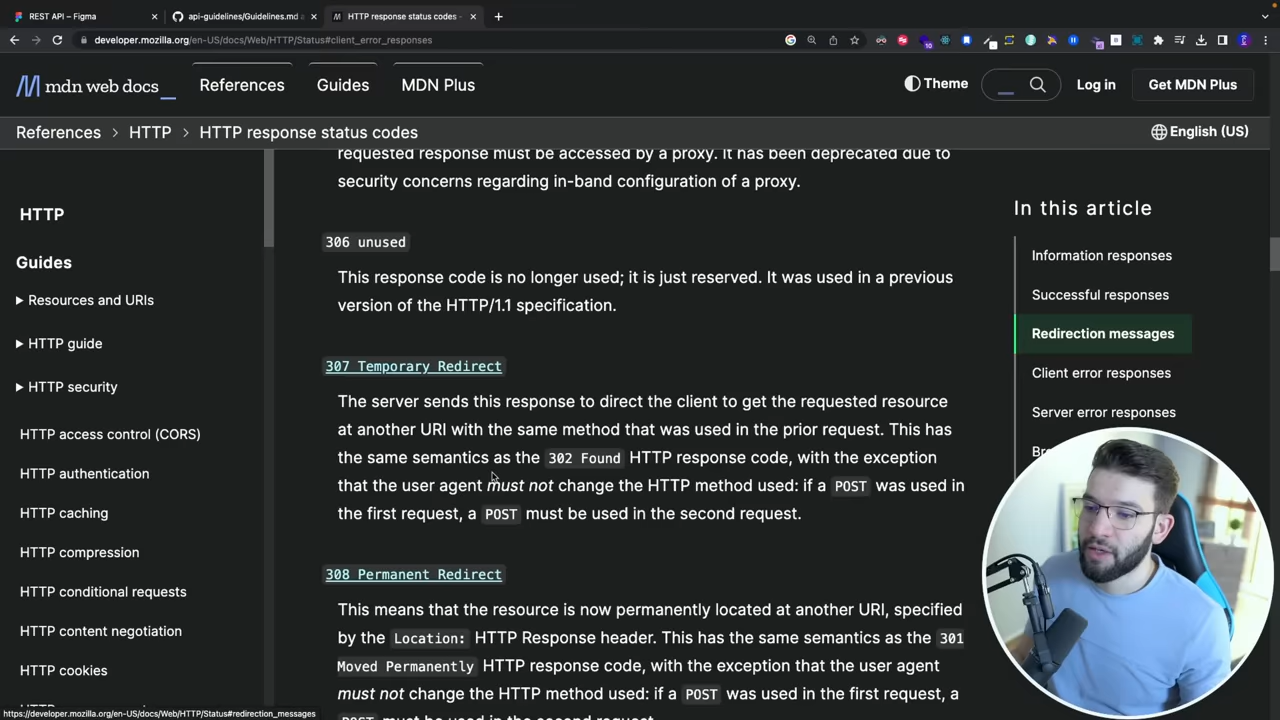 REST API – Figma
api-guidelines/Guidelines.md
HTTP response status codes -
developer.mozilla.org/en-US/docs/Web/HTTP/Status#client_error_responses
mdn web docs
References
Guides
MDN Plus
Theme
Log in
Get MDN Plus
References > HTTP > HTTP response status codes
English (US)
HTTP
Guides
Resources and URIs
HTTP guide
HTTP security
HTTP access control (CORS)
HTTP authentication
HTTP caching
HTTP compression
HTTP conditional requests
HTTP content negotiation
HTTP cookies
requested response must be accessed by a proxy. It has been deprecated due to
security concerns regarding in-band configuration of a proxy.
306 unused
This response code is no longer used; it is just reserved. It was used in a previous
version of the HTTP/1.1 specification.
307 Temporary Redirect
The server sends this response to direct the client to get the requested resource
at another URI with the same method that was used in the prior request. This has
the same semantics as the 302 Found HTTP response code, with the exception
that the user agent must not change the HTTP method used: if a POST was used in
the first request, a POST must be used in the second request.
308 Permanent Redirect
This means that the resource is now permanently located at another URI, specified
by the Location: HTTP Response header. This has the same semantics as the 301
Moved Permanently HTTP response code, with the exception that the user agent
must not change the HTTP method used: if a POST was used in the first request, a
POST must be used in the second request.
In this article
Information responses
Successful responses
Redirection messages
Client error responses
Server error responses
https://developer.mozilla.org/en-US/docs/Web/HTTP/Status#redirection_messages